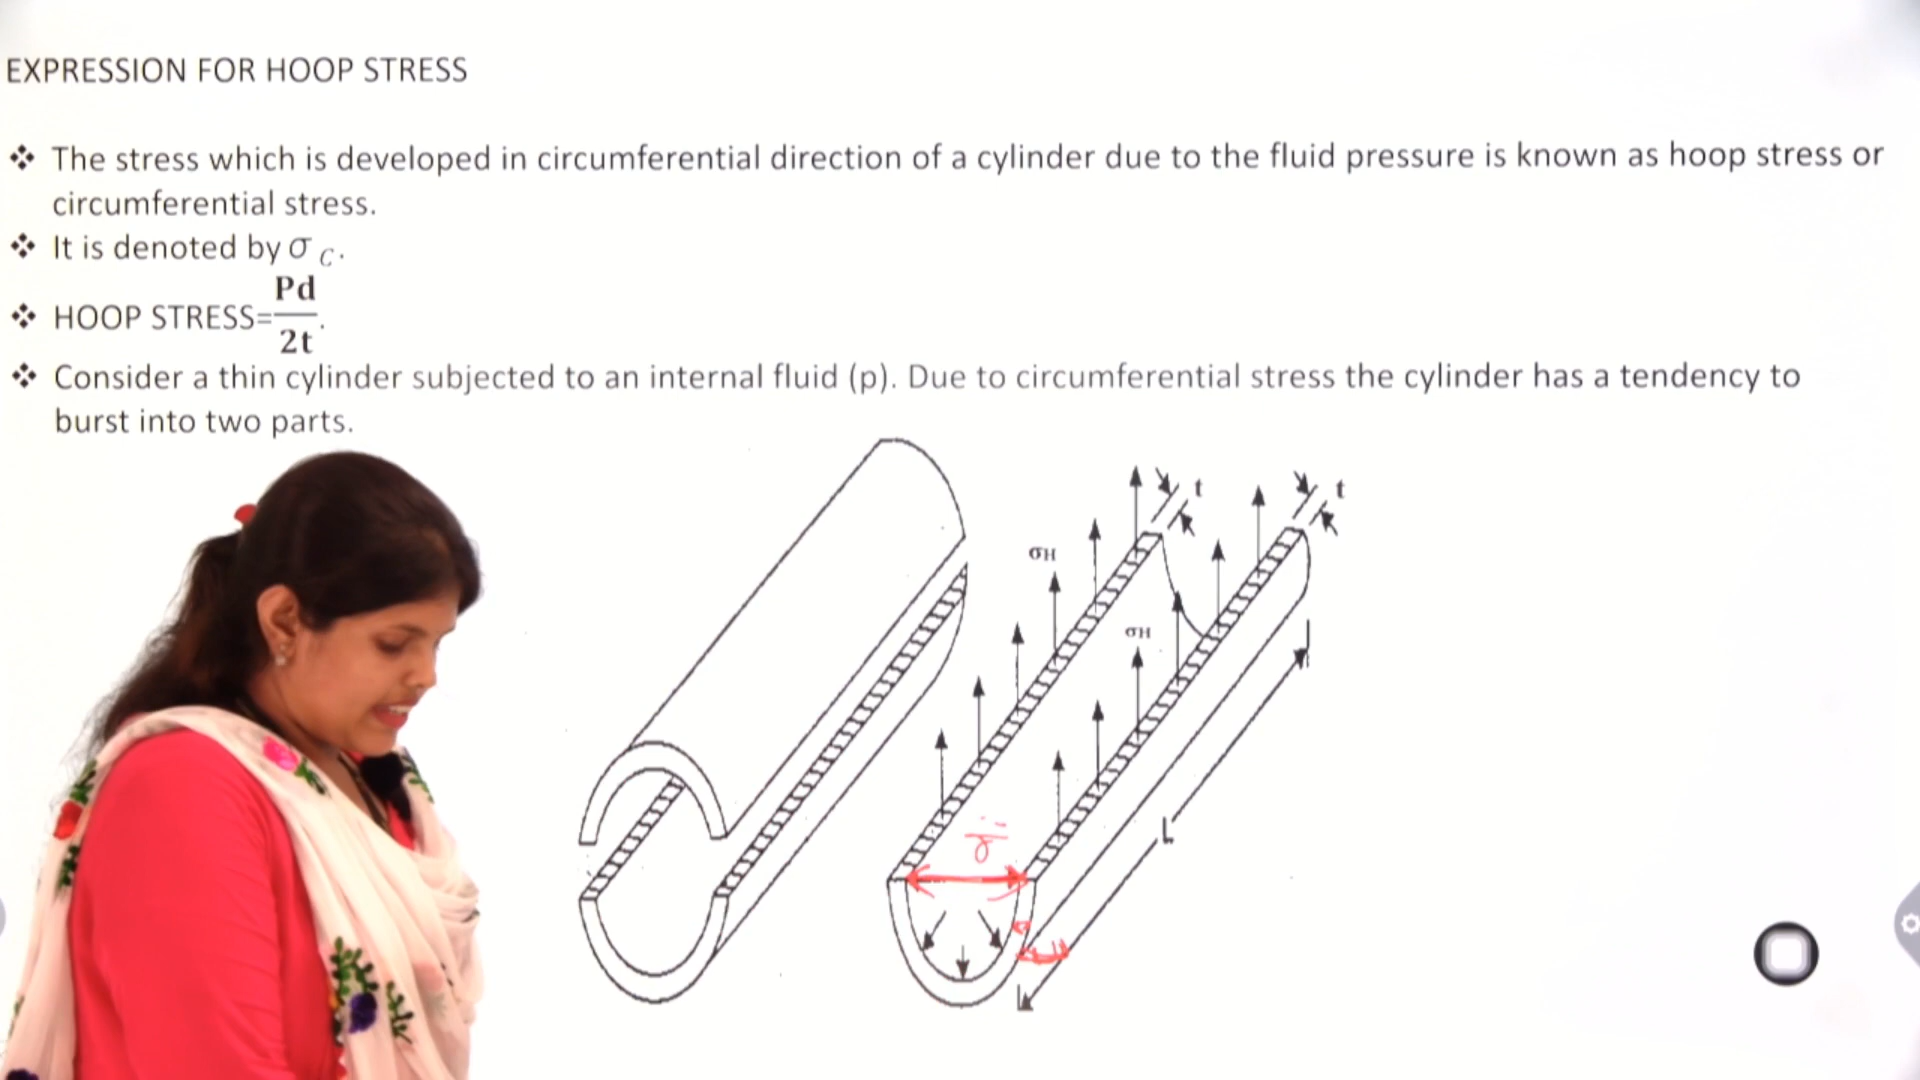 EXPRESSION FOR HOOP STRESS
❖ The stress which is developed in circumferential direction of a cylinder due to the fluid pressure is known as hoop stress or
circumferential stress.
❖ It is denoted by σ C.
❖ HOOP STRESS=Pd/2t.
❖ Consider a thin cylinder subjected to an internal fluid (p). Due to circumferential stress the cylinder has a tendency to
burst into two parts.
t
t
σH
σH
L